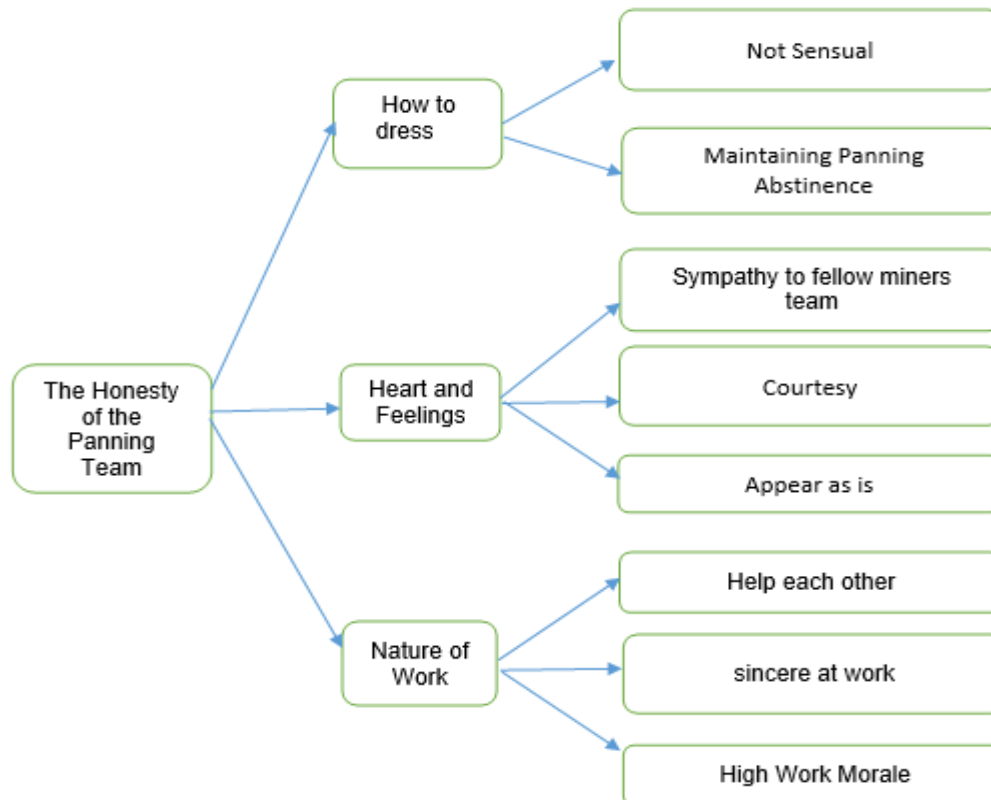 Not Sensual
How to
dress
Maintaining Panning
Abstinence
Sympathy to fellow miners
team
The Honesty
of the
Panning
Team
Heart and
Feelings
Courtesy
Appear as is
Help each other
Nature of
Work
sincere at work
High Work Morale